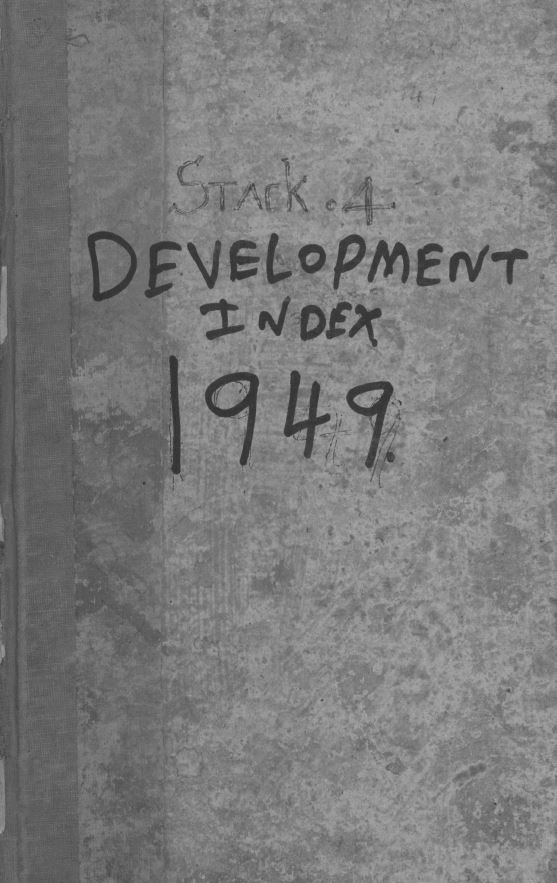 Stack. 4
DEVELOPMENT
INDEX
1949.